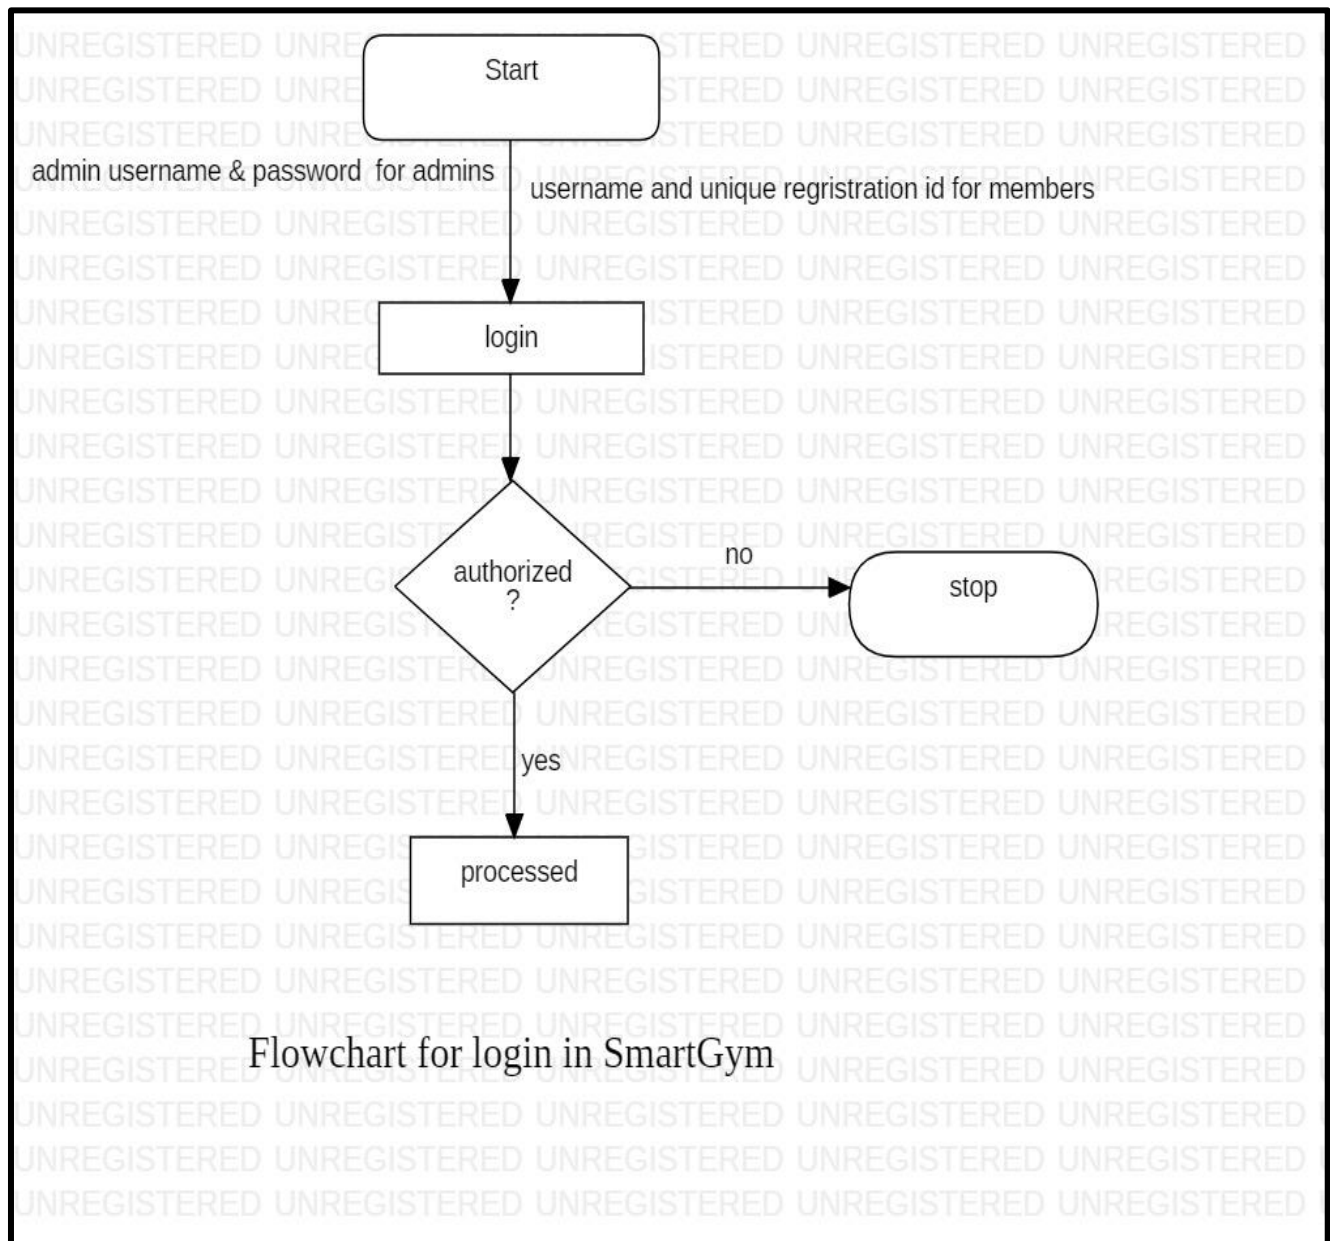 Start
admin username & password  for admins
username and unique regristration id for members
login
authorized
?
no
stop
yes
processed
Flowchart for login in SmartGym
UNREGISTERED